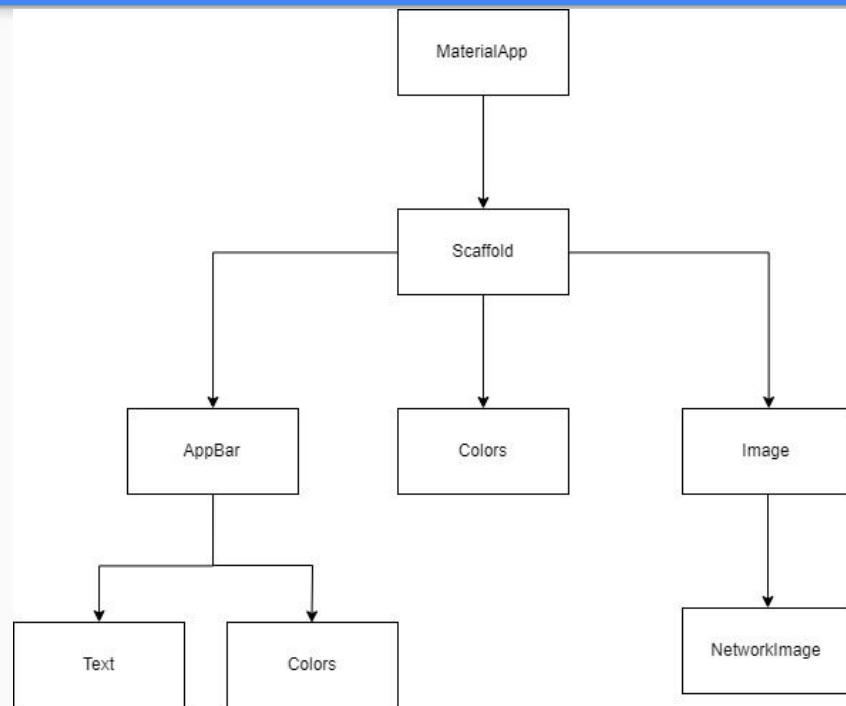 MaterialApp
Scaffold
AppBar
Colors
Image
Text
Colors
NetworkImage